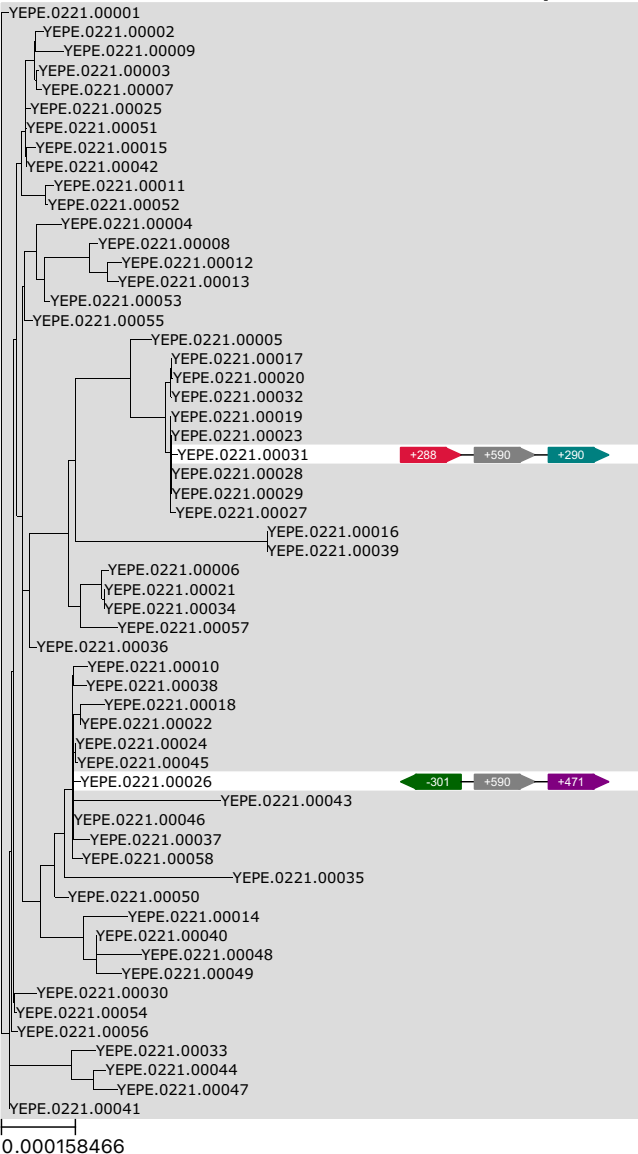 YEPE.0221.00001
YEPE.0221.00002
YEPE.0221.00009
YEPE.0221.00003
YEPE.0221.00007
YEPE.0221.00025
YEPE.0221.00051
YEPE.0221.00015
YEPE.0221.00042
YEPE.0221.00011
YEPE.0221.00052
YEPE.0221.00004
YEPE.0221.00008
YEPE.0221.00012
YEPE.0221.00013
YEPE.0221.00053
YEPE.0221.00055
YEPE.0221.00005
YEPE.0221.00017
YEPE.0221.00020
YEPE.0221.00032
YEPE.0221.00019
YEPE.0221.00023
YEPE.0221.00031 +288 +590 +290
YEPE.0221.00028
YEPE.0221.00029
YEPE.0221.00027
YEPE.0221.00016
YEPE.0221.00039
YEPE.0221.00006
YEPE.0221.00021
YEPE.0221.00034
YEPE.0221.00057
YEPE.0221.00036
YEPE.0221.00010
YEPE.0221.00038
YEPE.0221.00018
YEPE.0221.00022
YEPE.0221.00024
YEPE.0221.00045
YEPE.0221.00026 -301 +590 +471
YEPE.0221.00043
YEPE.0221.00046
YEPE.0221.00037
YEPE.0221.00058
YEPE.0221.00035
YEPE.0221.00050
YEPE.0221.00014
YEPE.0221.00040
YEPE.0221.00048
YEPE.0221.00049
YEPE.0221.00030
YEPE.0221.00054
YEPE.0221.00056
YEPE.0221.00033
YEPE.0221.00044
YEPE.0221.00047
YEPE.0221.00041
0.000158466